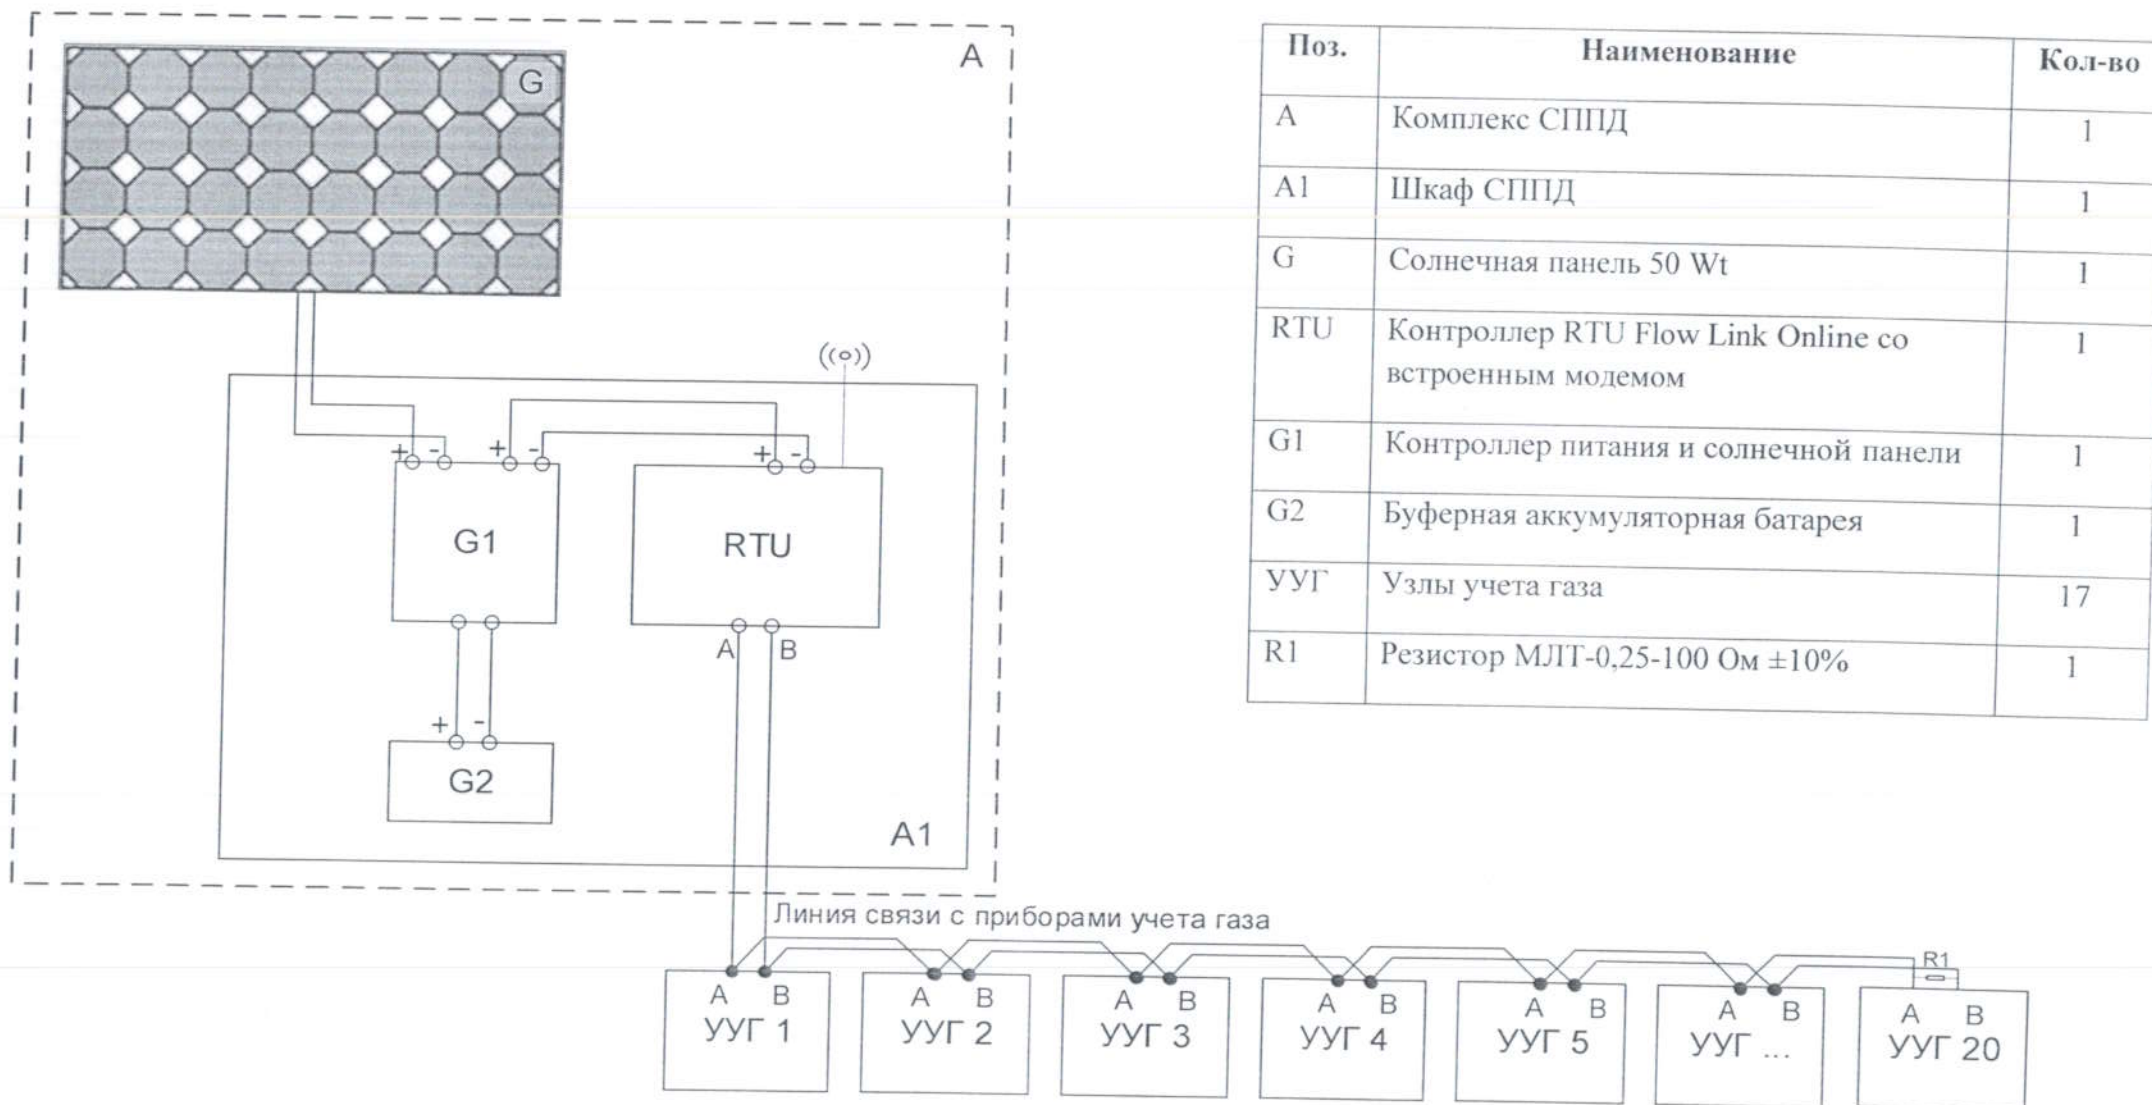 A
G
+ - + -
+ -
G1
RTU
A B
+ -
G2
A1
Линия связи с приборами учета газа
R1
A B
УУГ 1
A B
УУГ 2
A B
УУГ 3
A B
УУГ 4
A B
УУГ 5
A B
УУГ ...
A B
УУГ 20
Поз. Наименование Кол-во
A Комплекс СППД 1
A1 Шкаф СППД 1
G Солнечная панель 50 Wt 1
RTU Контроллер RTU Flow Link Online со 1
встроенным модемом
G1 Контроллер питания и солнечной панели 1
G2 Буферная аккумуляторная батарея 1
УУГ Узлы учета газа 17
R1 Резистор МЛТ-0,25-100 Ом ±10% 1